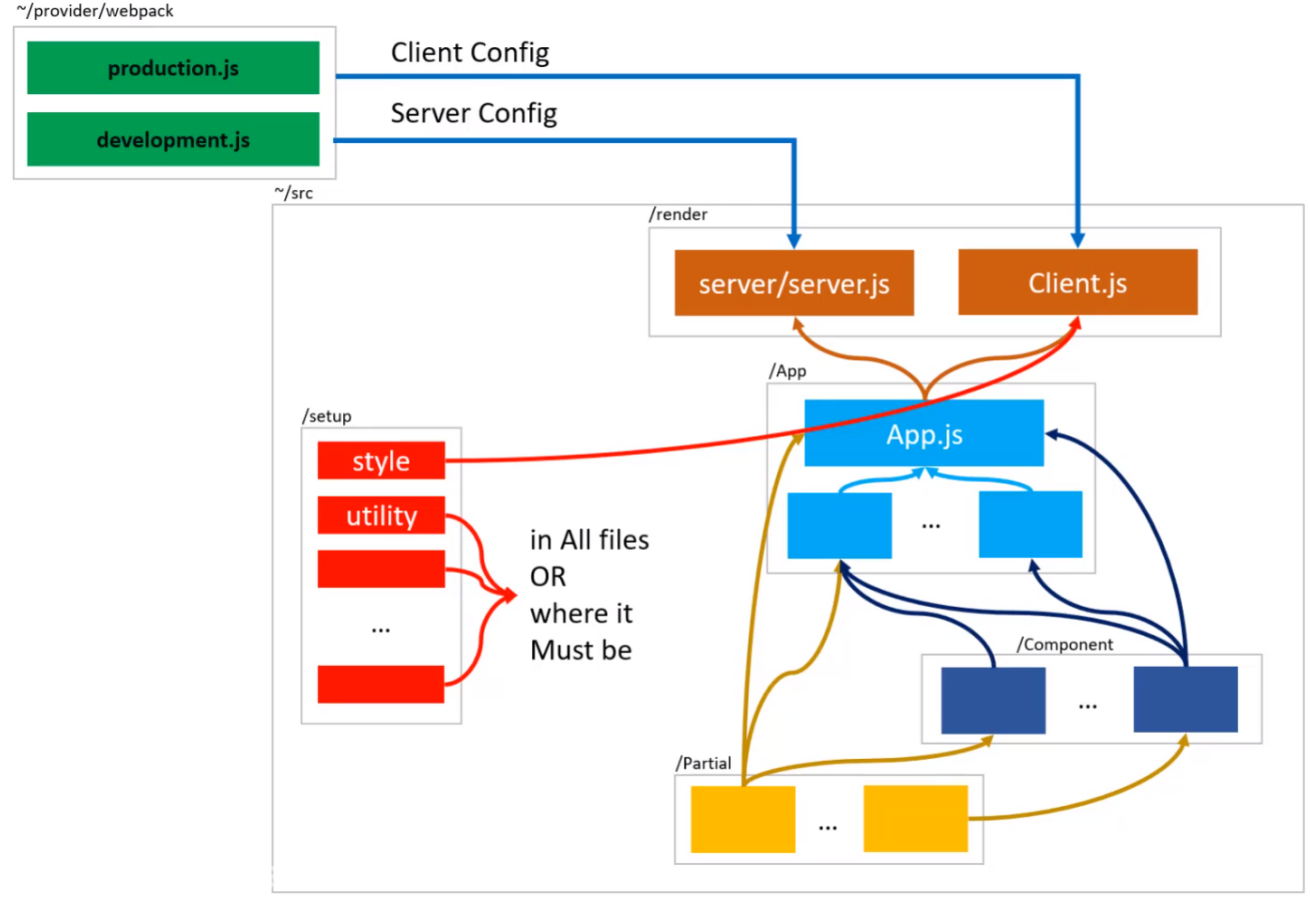 ~/provider/webpack
production.js
development.js
Client Config
Server Config
~/src
/render
server/server.js
Client.js
/App
App.js
...
/setup
style
utility
...
in All files
OR
where it
Must be
/Component
...
/Partial
...